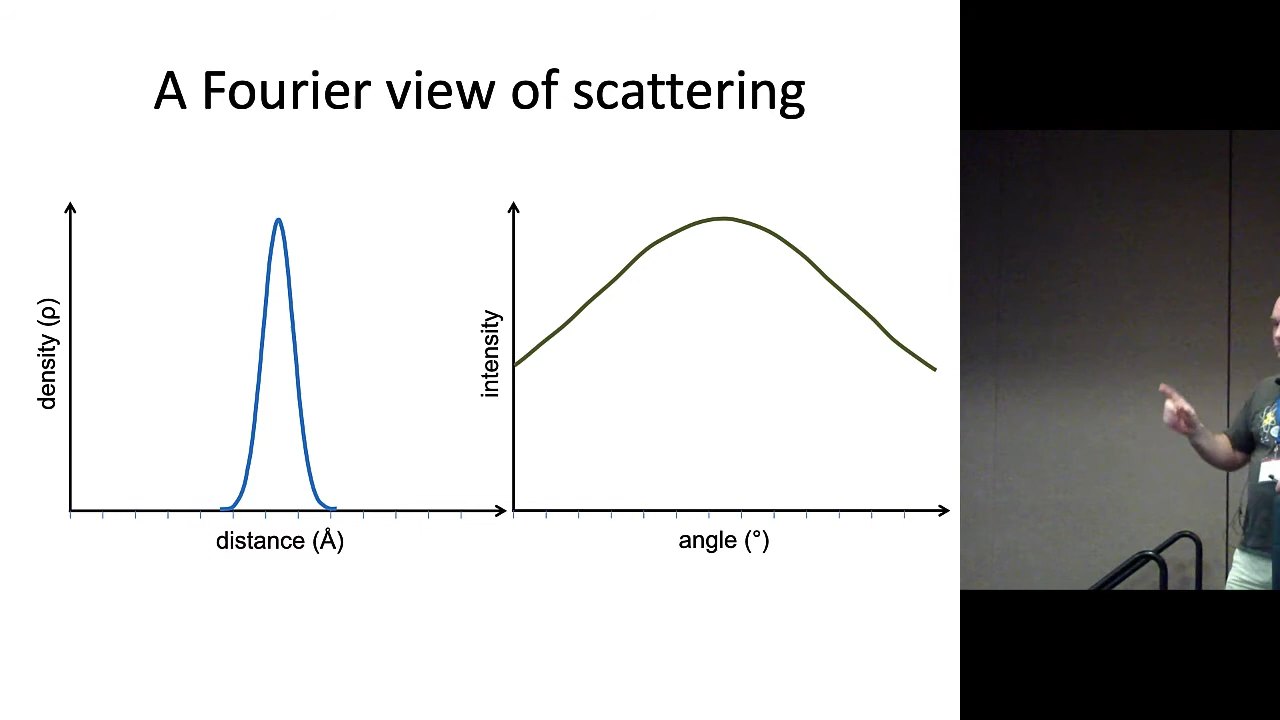 A Fourier view of scattering
density (ρ)
distance (Å)
intensity
angle (°)